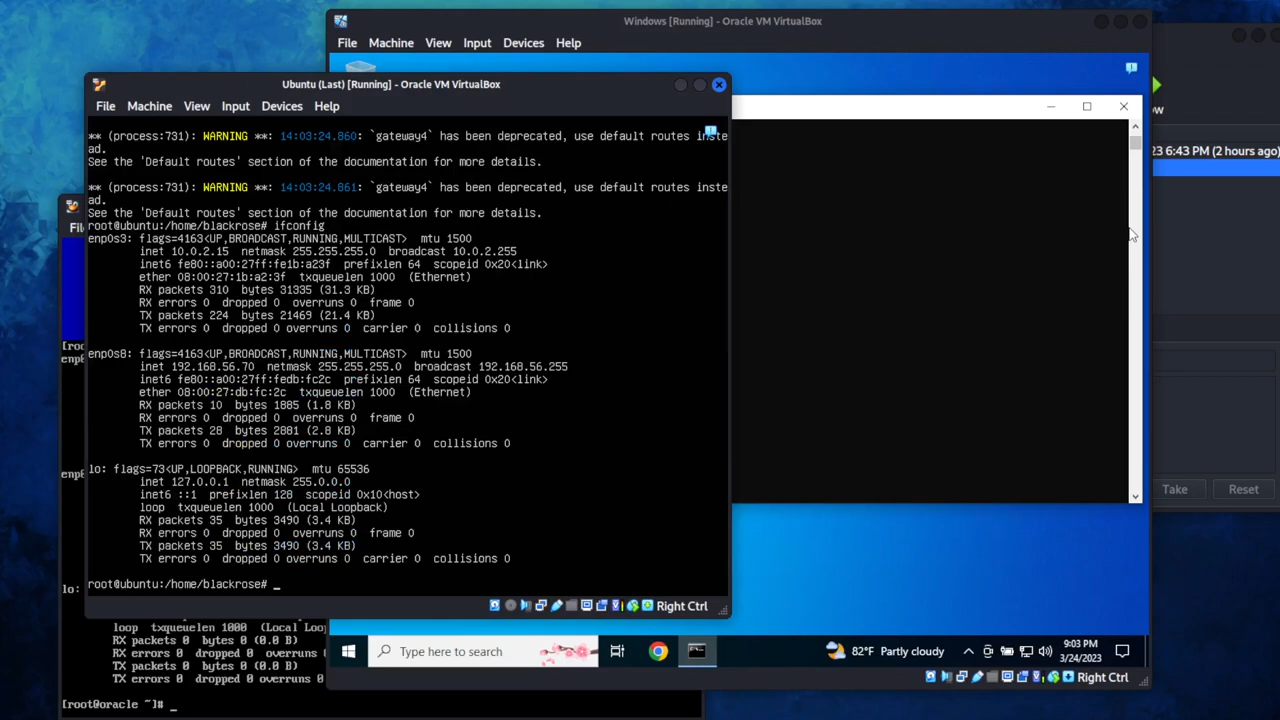 Windows [Running] - Oracle VM VirtualBox
File Machine View Input Devices Help
Ubuntu (Last) [Running] - Oracle VM VirtualBox
File Machine View Input Devices Help
** (process:731): WARNING **: 14:03:24.860: `gateway4` has been deprecated, use default routes inste
ad.
See the 'Default routes' section of the documentation for more details.
** (process:731): WARNING **: 14:03:24.861: `gateway4` has been deprecated, use default routes inste
ad.
See the 'Default routes' section of the documentation for more details.
root@ubuntu:/home/blackrose# ifconfig
enp0s3: flags=4163<UP,BROADCAST,RUNNING,MULTICAST> mtu 1500
inet 10.0.2.15 netmask 255.255.255.0 broadcast 10.0.2.255
inet6 fe80::a00:27ff:fe1b:a23f prefixlen 64 scopeid 0x20<link>
ether 08:00:27:1b:a2:3f txqueuelen 1000 (Ethernet)
RX packets 310 bytes 31335 (31.3 KB)
RX errors 0 dropped 0 overruns 0 frame 0
TX packets 224 bytes 21469 (21.4 KB)
TX errors 0 dropped 0 overruns 0 carrier 0 collisions 0
enp0s8: flags=4163<UP,BROADCAST,RUNNING,MULTICAST> mtu 1500
inet 192.168.56.70 netmask 255.255.255.0 broadcast 192.168.56.255
inet6 fe80::a00:27ff:fedb:fc2c prefixlen 64 scopeid 0x20<link>
ether 08:00:27:db:fc:2c txqueuelen 1000 (Ethernet)
RX packets 10 bytes 1885 (1.8 KB)
RX errors 0 dropped 0 overruns 0 frame 0
TX packets 28 bytes 2881 (2.8 KB)
TX errors 0 dropped 0 overruns 0 carrier 0 collisions 0
lo: flags=73<UP,LOOPBACK,RUNNING> mtu 65536
inet 127.0.0.1 netmask 255.0.0.0
inet6 ::1 prefixlen 128 scopeid 0x10<host>
loop txqueuelen 1000 (Local Loopback)
RX packets 35 bytes 3490 (3.4 KB)
RX errors 0 dropped 0 overruns 0 frame 0
TX packets 35 bytes 3490 (3.4 KB)
TX errors 0 dropped 0 overruns 0 carrier 0 collisions 0
root@ubuntu:/home/blackrose# _
Right Ctrl
23 6:43 PM (2 hours ago)
Take Reset
Fil
[roo
enp0
enp0
lo:
loop txqueuelen 1000 (Local Loo
RX packets 0 bytes 0 (0.0 B)
RX errors 0 dropped 0 overruns
TX packets 0 bytes 0 (0.0 B)
TX errors 0 dropped 0 overruns
[root@oracle ~]# _
Type here to search
82°F Partly cloudy
9:03 PM
3/24/2023
Right Ctrl